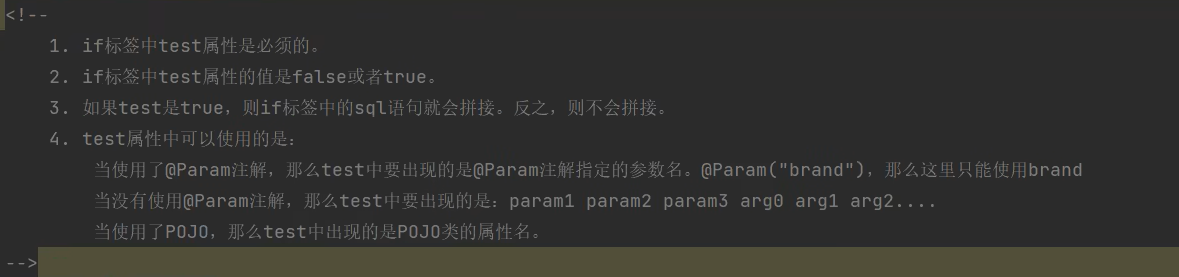 <!--
1. if标签中test属性是必须的。
2. if标签中test属性的值是false或者true。
3. 如果test是true，则if标签中的sql语句就会拼接。反之，则不会拼接。
4. test属性中可以使用的是：
当使用了@Param注解，那么test中要出现的是@Param注解指定的参数名。@Param("brand")，那么这里只能使用brand
当没有使用@Param注解，那么test中要出现的是：param1 param2 param3 arg0 arg1 arg2....
当使用了POJO，那么test中出现的是POJO类的属性名。
-->